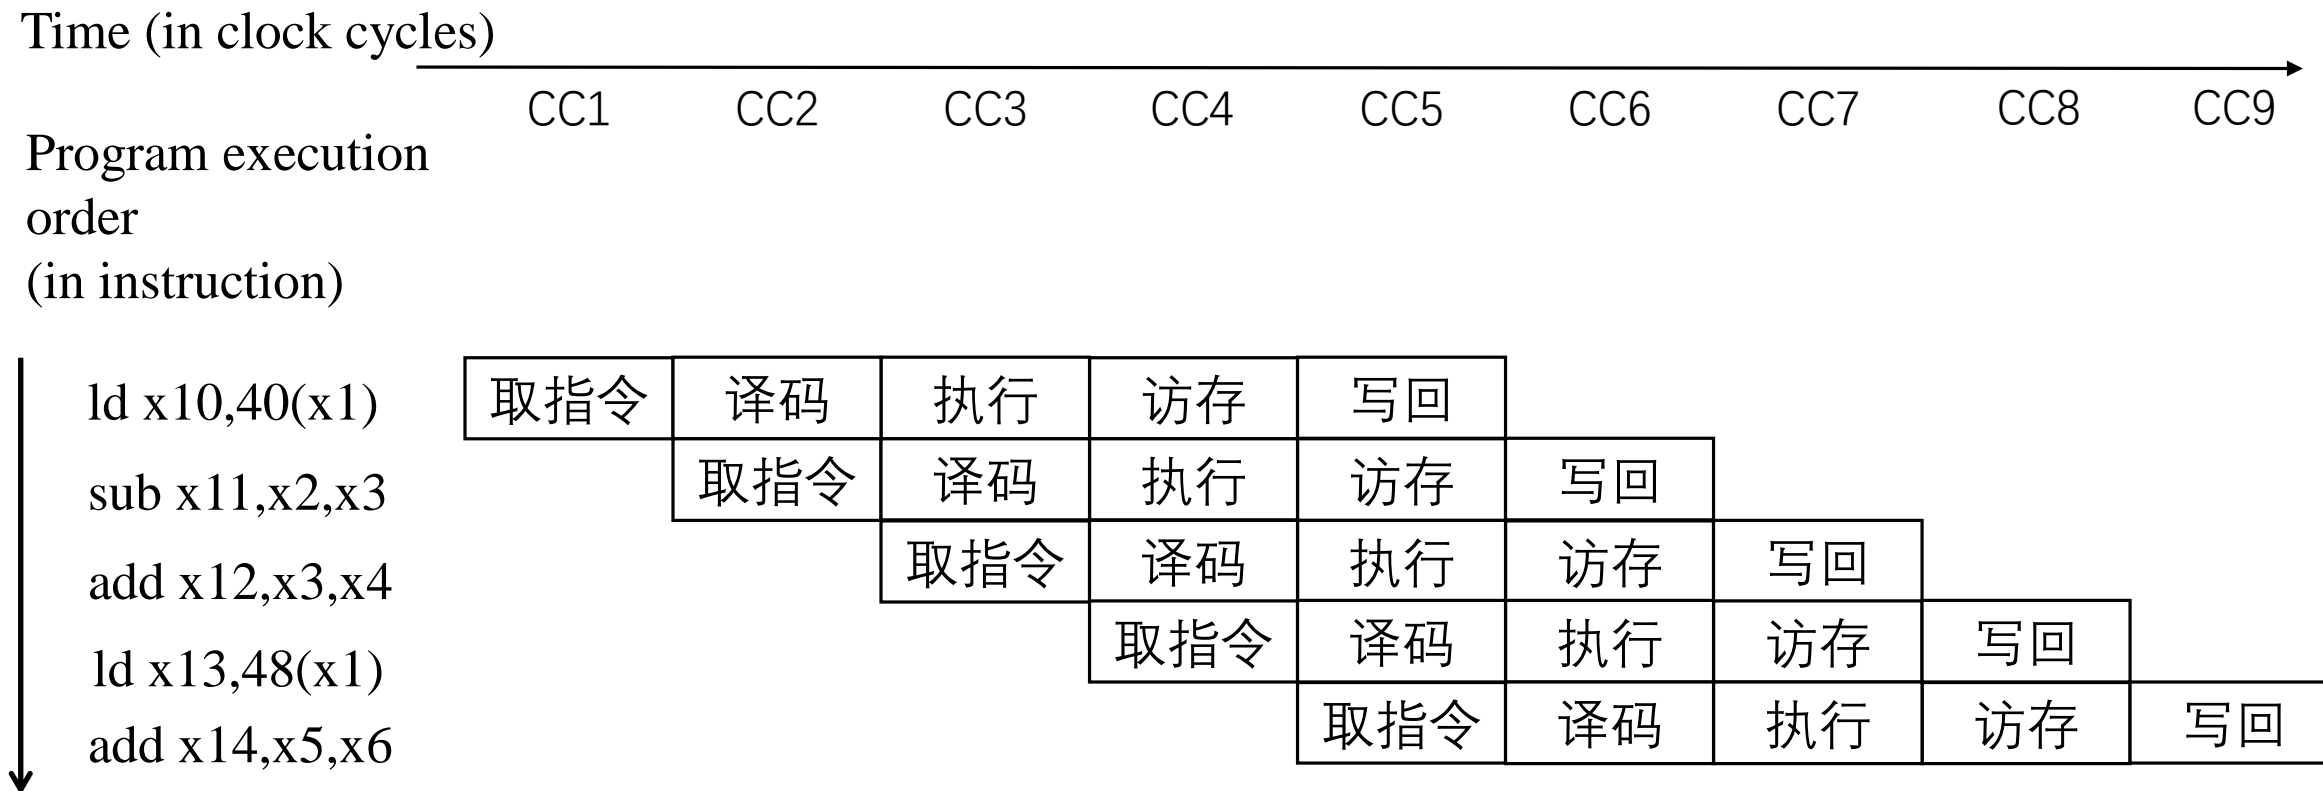 Time (in clock cycles)
CC1 CC2 CC3 CC4 CC5 CC6 CC7 CC8 CC9
Program execution
order
(in instruction)
ld x10,40(x1) 取指令 译码 执行 访存 写回
sub x11,x2,x3 取指令 译码 执行 访存 写回
add x12,x3,x4 取指令 译码 执行 访存 写回
ld x13,48(x1) 取指令 译码 执行 访存 写回
add x14,x5,x6 取指令 译码 执行 访存 写回